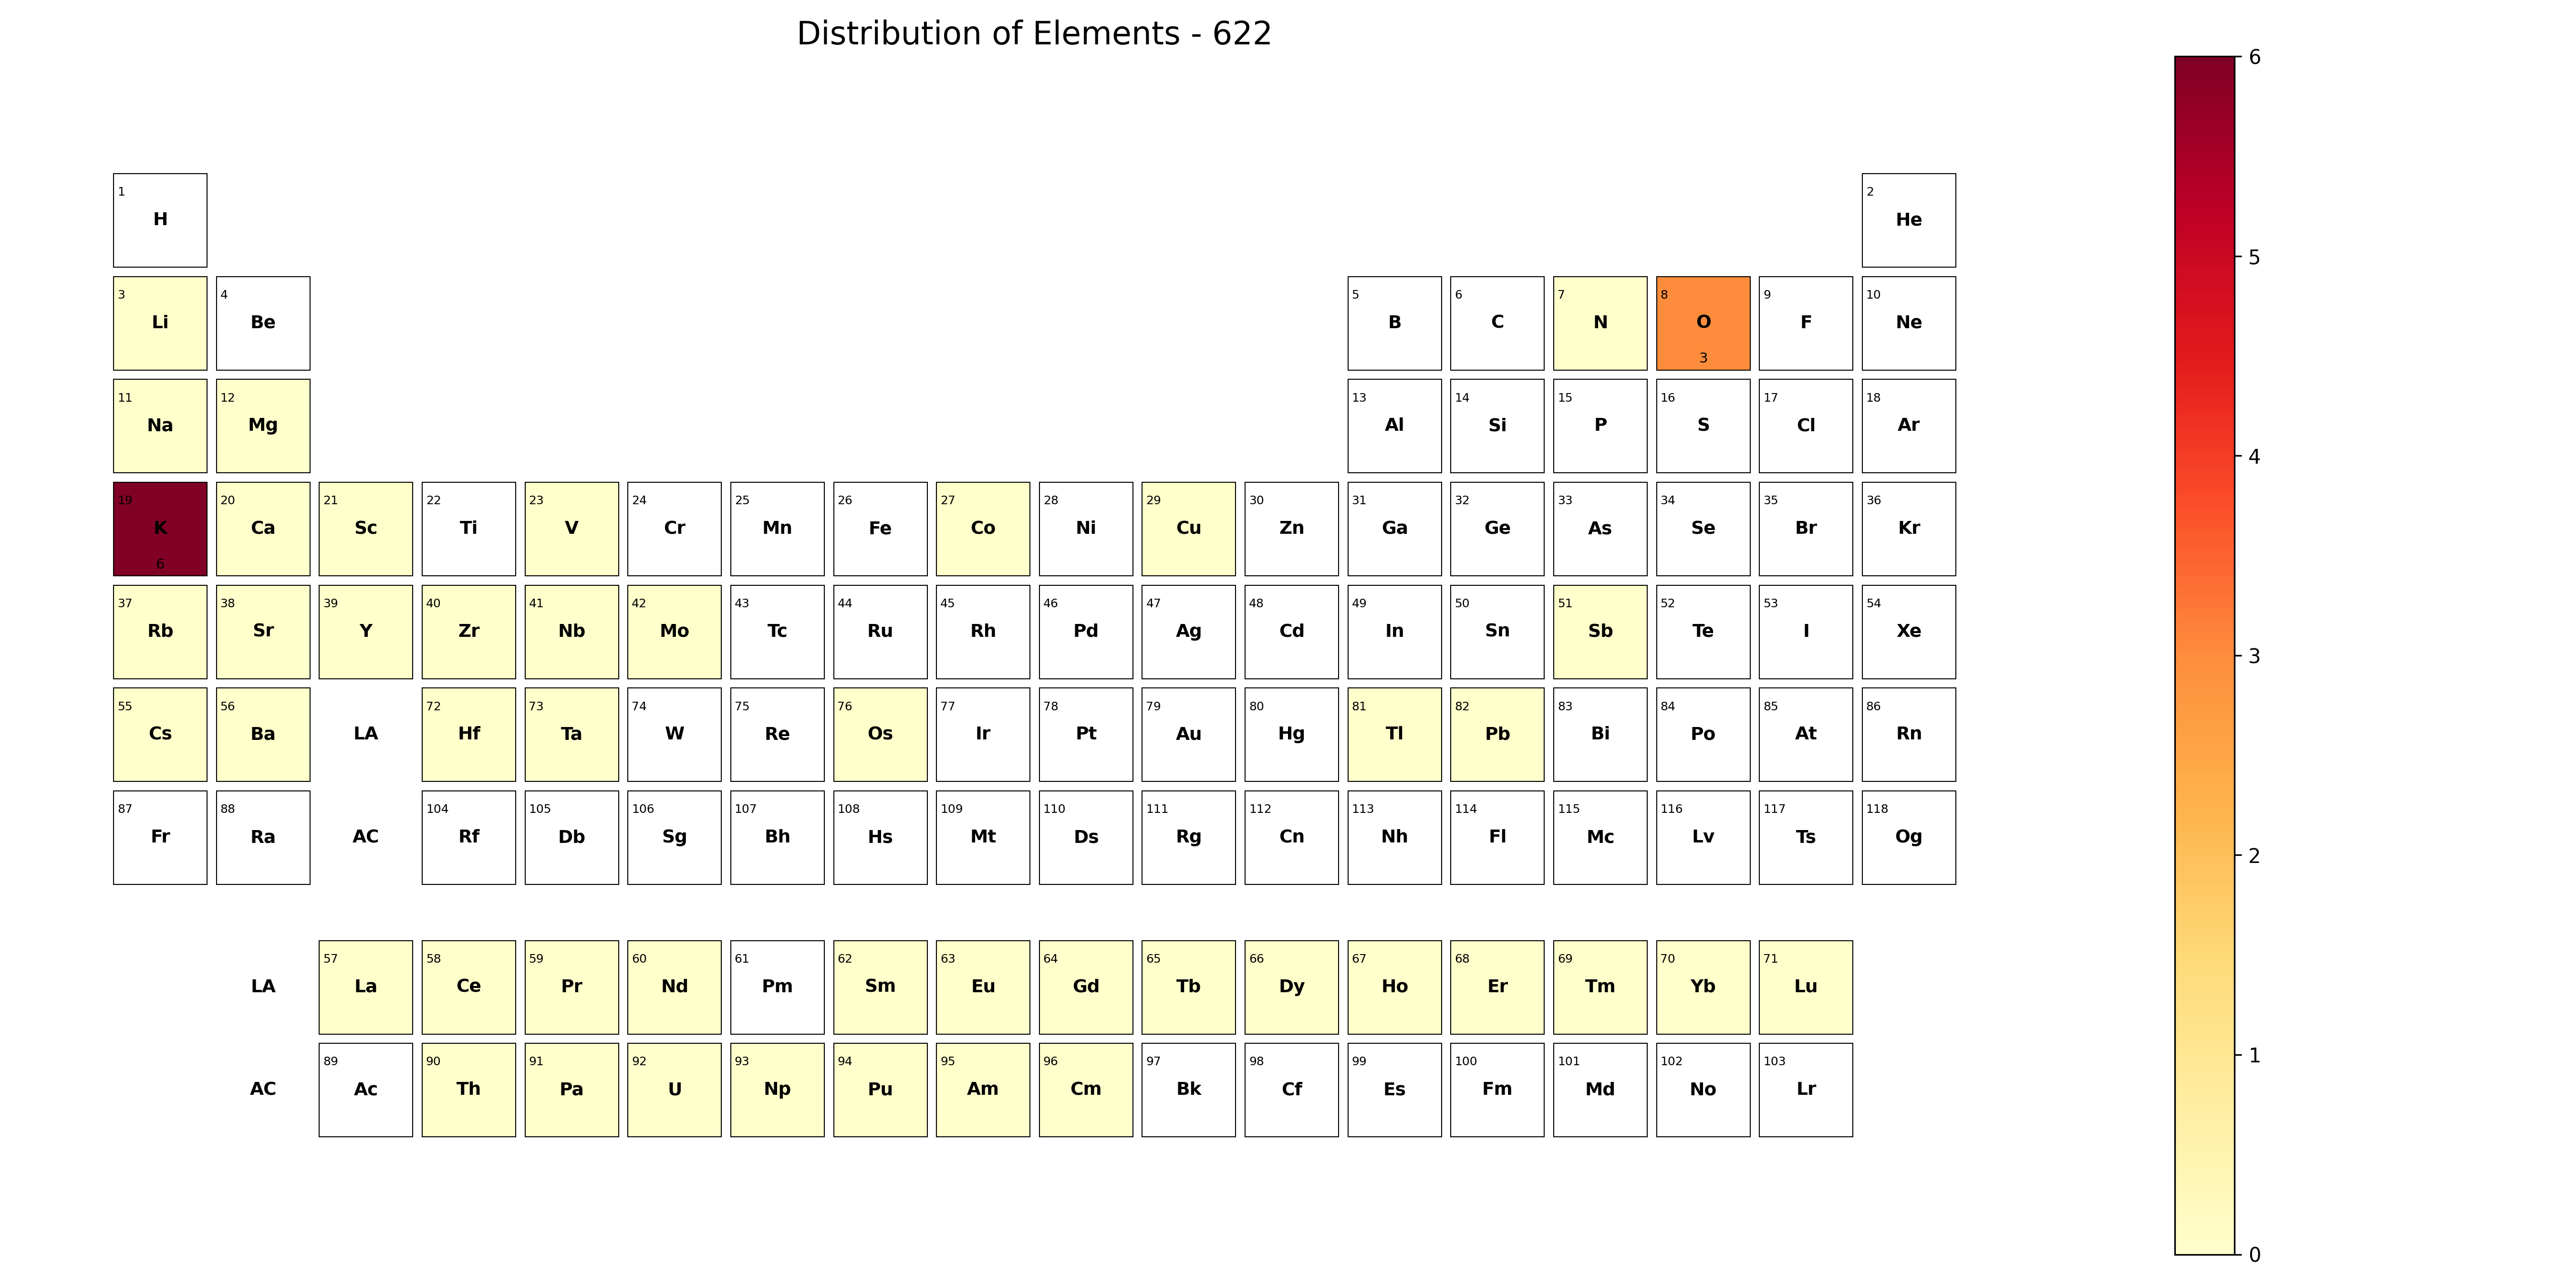 Distribution of Elements - 622
1 2
H He
3 4 5 6 7 8 9 10
Li Be B C N O F Ne
3
11 12 13 14 15 16 17 18
Na Mg Al Si P S Cl Ar
19 20 21 22 23 24 25 26 27 28 29 30 31 32 33 34 35 36
K Ca Sc Ti V Cr Mn Fe Co Ni Cu Zn Ga Ge As Se Br Kr
6
37 38 39 40 41 42 43 44 45 46 47 48 49 50 51 52 53 54
Rb Sr Y Zr Nb Mo Tc Ru Rh Pd Ag Cd In Sn Sb Te I Xe
55 56 72 73 74 75 76 77 78 79 80 81 82 83 84 85 86
Cs Ba LA Hf Ta W Re Os Ir Pt Au Hg Tl Pb Bi Po At Rn
87 88 104 105 106 107 108 109 110 111 112 113 114 115 116 117 118
Fr Ra AC Rf Db Sg Bh Hs Mt Ds Rg Cn Nh Fl Mc Lv Ts Og
57 58 59 60 61 62 63 64 65 66 67 68 69 70 71
LA La Ce Pr Nd Pm Sm Eu Gd Tb Dy Ho Er Tm Yb Lu
89 90 91 92 93 94 95 96 97 98 99 100 101 102 103
AC Ac Th Pa U Np Pu Am Cm Bk Cf Es Fm Md No Lr
6
5
4
3
2
1
0